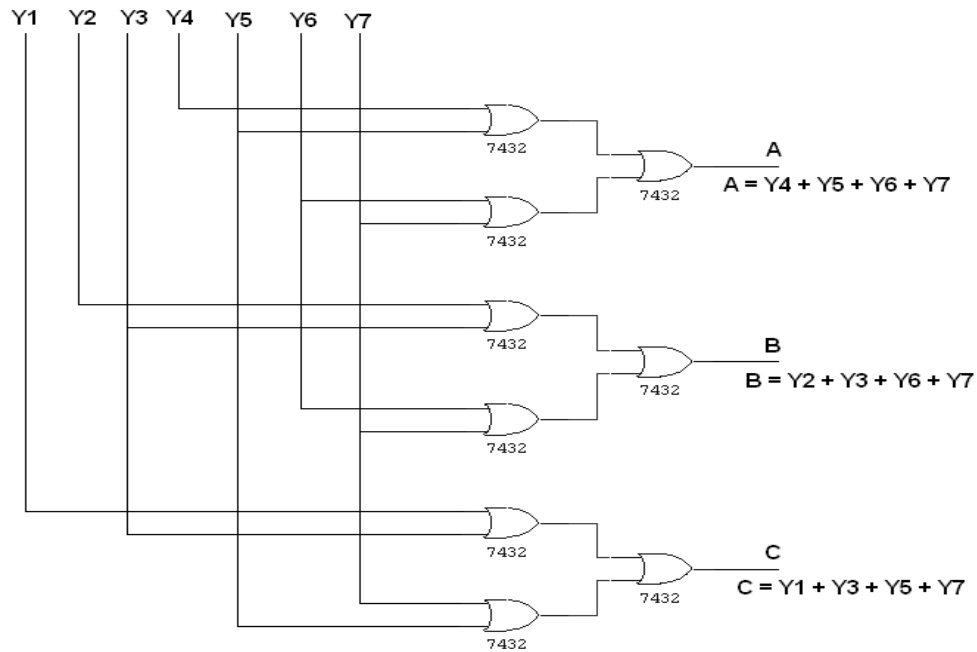 Y1 Y2 Y3 Y4 Y5 Y6 Y7
7432
A
7432
A = Y4 + Y5 + Y6 + Y7
7432
7432
B
7432
B = Y2 + Y3 + Y6 + Y7
7432
7432
C
7432
C = Y1 + Y3 + Y5 + Y7
7432